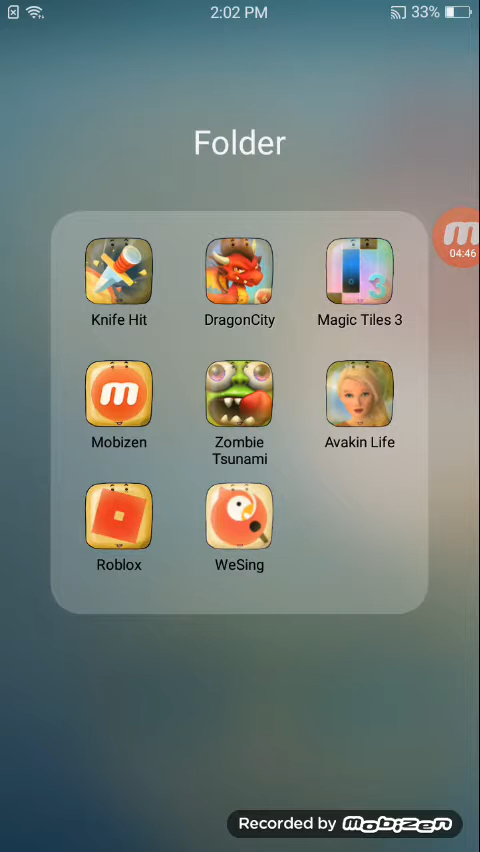 2:02 PM
33%
Folder
04:46
Knife Hit
DragonCity
Magic Tiles 3
3
Mobizen
Zombie
Tsunami
Avakin Life
Roblox
WeSing
Recorded by mobizen